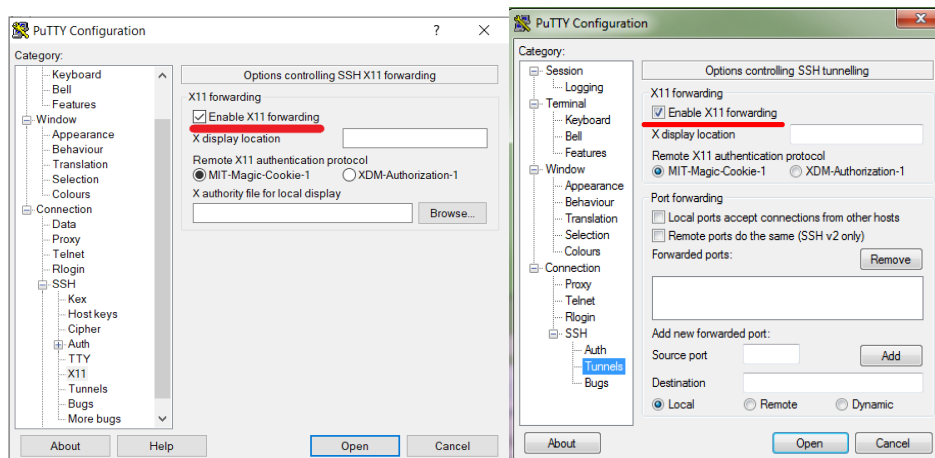 PuTTY Configuration
?
Category:
Keyboard
Bell
Features
Window
Appearance
Behaviour
Translation
Selection
Colours
Connection
Data
Proxy
Telnet
Rlogin
SSH
Kex
Host keys
Cipher
Auth
TTY
X11
Tunnels
Bugs
More bugs
Options controlling SSH X11 forwarding
X11 forwarding
Enable X11 forwarding
X display location
Remote X11 authentication protocol
MIT-Magic-Cookie-1 XDM-Authorization-1
X authority file for local display
Browse...
About Help Open Cancel
PuTTY Configuration
Category:
Session
Logging
Terminal
Keyboard
Bell
Features
Window
Appearance
Behaviour
Translation
Selection
Colours
Connection
Proxy
Telnet
Rlogin
SSH
Auth
Tunnels
Bugs
Options controlling SSH tunnelling
X11 forwarding
Enable X11 forwarding
X display location
Remote X11 authentication protocol
MIT-Magic-Cookie-1 XDM-Authorization-1
Port forwarding
Local ports accept connections from other hosts
Remote ports do the same (SSH v2 only)
Forwarded ports: Remove
Add new forwarded port:
Source port Add
Destination
Local Remote Dynamic
About Open Cancel